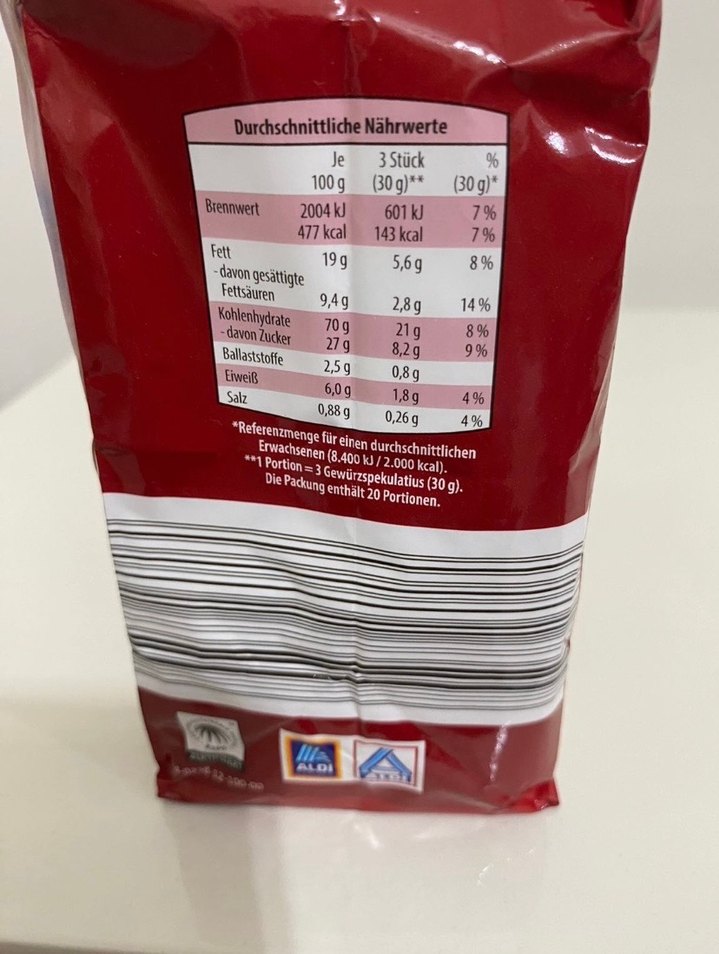 Durchschnittliche Nährwerte
Je 3 Stück %
100 g (30 g)** (30 g)*
Brennwert 2004 kJ 601 kJ 7 %
477 kcal 143 kcal 7 %
Fett 19 g 5,6 g 8 %
- davon gesättigte
Fettsäuren 9,4 g 2,8 g 14 %
Kohlenhydrate 70 g 21 g 8 %
- davon Zucker 27 g 8,2 g 9 %
Ballaststoffe 2,5 g 0,8 g
Eiweiß 6,0 g 1,8 g 4 %
Salz 0,88 g 0,26 g 4 %
*Referenzmenge für einen durchschnittlichen
Erwachsenen (8.400 kJ / 2.000 kcal).
**1 Portion = 3 Gewürzspekulatius (30 g).
Die Packung enthält 20 Portionen.
ALDI ALDI